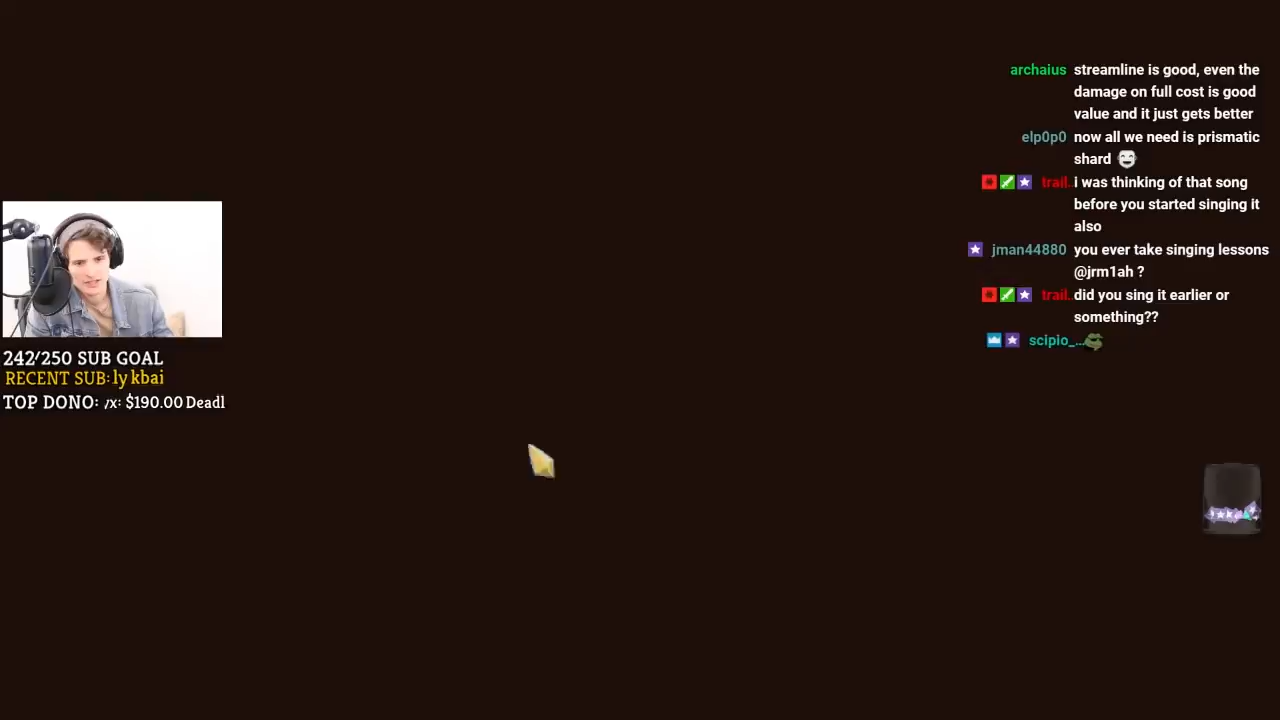 archaius streamline is good, even the
damage on full cost is good
value and it just gets better
elp0p0 now all we need is prismatic
shard
trail.. i was thinking of that song
before you started singing it
also
jman44880 you ever take singing lessons
@jrm1ah ?
trail.. did you sing it earlier or
something??
scipio_...
242/250 SUB GOAL
RECENT SUB: ly kbai
TOP DONO: /x: $190.00 Deadl